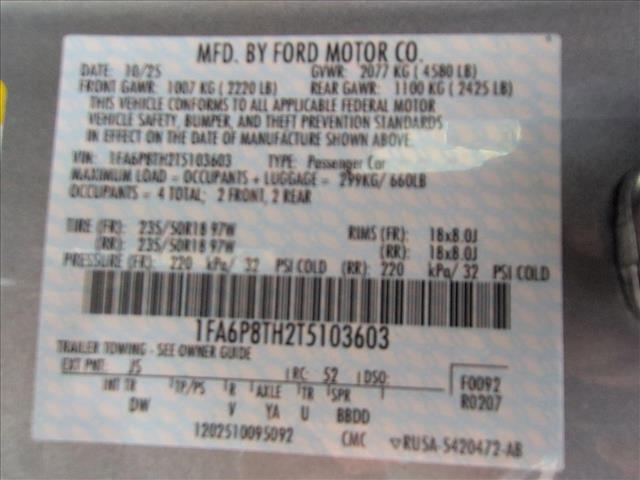 MFD. BY FORD MOTOR CO.
DATE: 10/25 GVWR: 2077 KG ( 4580 LB)
FRONT GAWR: 1007 KG ( 2220 LB) REAR GAWR: 1100 KG ( 2425 LB)
THIS VEHICLE CONFORMS TO ALL APPLICABLE FEDERAL MOTOR
VEHICLE SAFETY, BUMPER, AND THEFT PREVENTION STANDARDS
IN EFFECT ON THE DATE OF MANUFACTURE SHOWN ABOVE.
VIN: 1FA6P8TH2T5103603 TYPE: Passenger Car
MAXIMUM LOAD = OCCUPANTS + LUGGAGE = 299KG/ 660LB
OCCUPANTS = 4 TOTAL; 2 FRONT, 2 REAR
TIRE (FR): 235/50R18 97W RIMS (FR): 18x8.0J
(RR): 235/50R18 97W (RR): 18x8.0J
PRESSURE (FR): 220 kPa/ 32 PSI COLD (RR): 220 kPa/ 32 PSI COLD
1FA6P8TH2T5103603
TRAILER TOWING - SEE OWNER GUIDE
EXT PNT: JS RC: 52 DSO: F0092
INT TR TP/PS R AXLE TR SPR R0207
DW V YA U BBDD
1202510095092 CMC ▽RUSA-5420472-AB